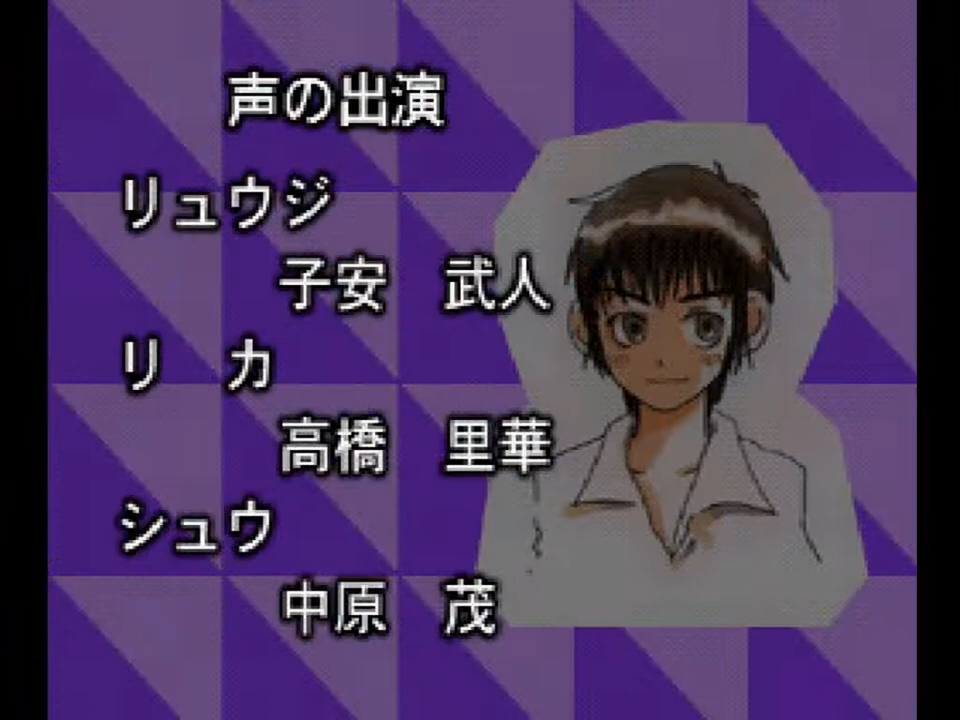 声の出演
リュウジ
子安　武人
リ　カ
高橋　里華
シュウ
中原　茂